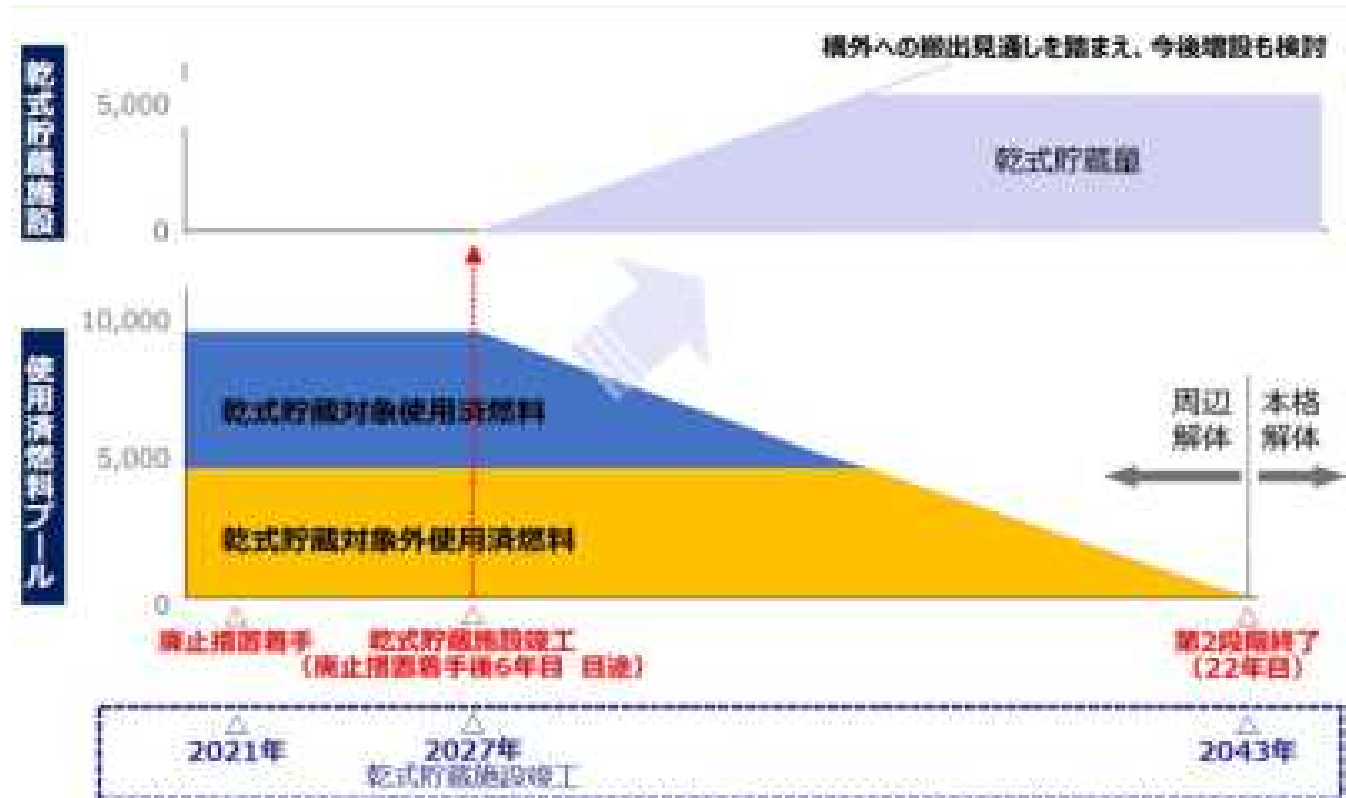 構外への搬出見通しを踏まえ、今後増設も検討
乾式貯蔵施設
5,000
乾式貯蔵量
0
使用済燃料プール
10,000
乾式貯蔵対象使用済燃料
5,000
乾式貯蔵対象外使用済燃料
0
周辺
解体
本格
解体
廃止措置着手
乾式貯蔵施設竣工
(廃止措置着手後6年目 目途)
第2段階終了
(22年目)
2021年
2027年
乾式貯蔵施設竣工
2043年